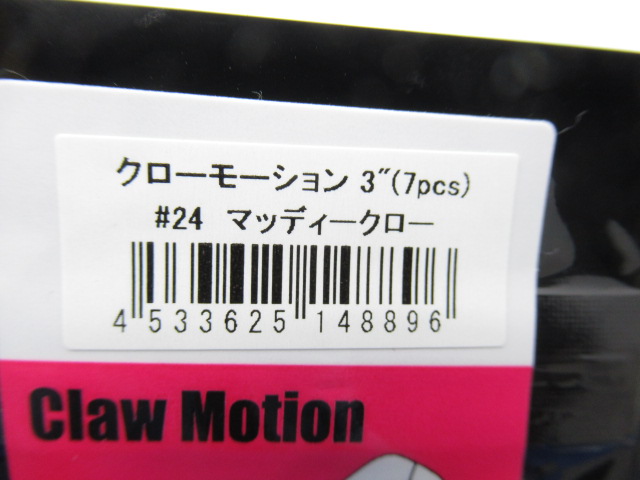 クローモーション 3"(7pcs)
#24 マッディークロー
4 533625 148896
Claw Motion